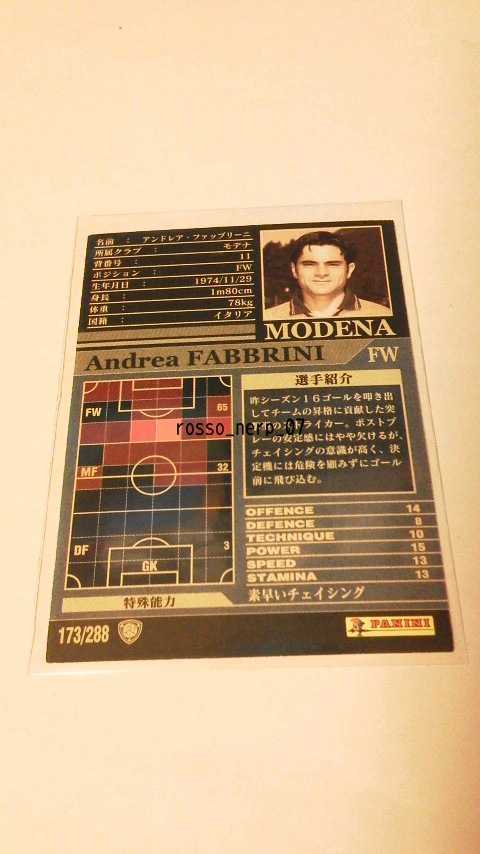 名前 : アンドレア・ファッブリーニ
所属クラブ : モデナ
背番号 : 11
ポジション : FW
生年月日 : 1974/11/29
身長 : 1m80cm
体重 : 78kg
国籍 : イタリア
MODENA
Andrea FABBRINI FW
FW 65
MF 32
DF 3
GK
選手紹介
昨シーズン16ゴールを叩き出
してチームの昇格に貢献した突
ストライカー。ポストプ
レーの安定感にはやや欠けるが、
チェイシングの意識が高く、決
定機には危険を顧みずにゴール
前に飛び込む。
rosso_nerp_07
OFFENCE 14
DEFENCE 8
TECHNIQUE 10
POWER 15
SPEED 13
STAMINA 13
特殊能力 素早いチェイシング
173/288
PANINI